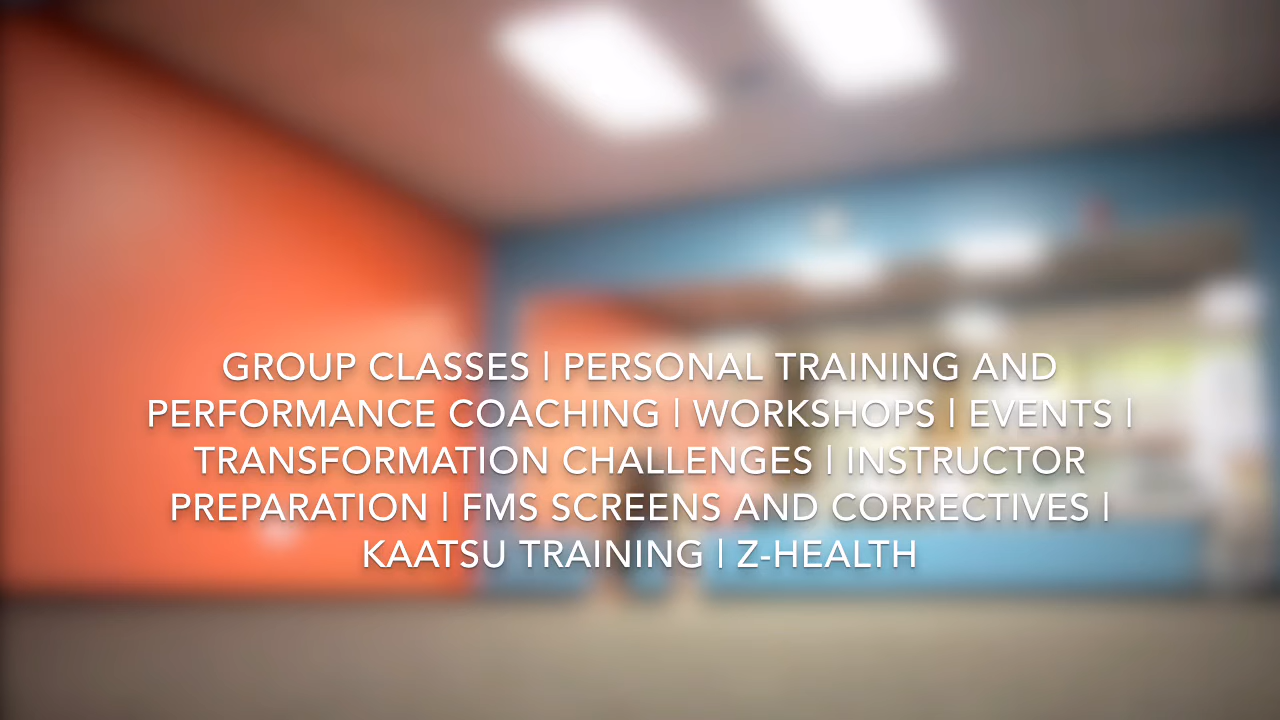 GROUP CLASSES | PERSONAL TRAINING AND
PERFORMANCE COACHING | WORKSHOPS | EVENTS |
TRANSFORMATION CHALLENGES | INSTRUCTOR
PREPARATION | FMS SCREENS AND CORRECTIVES |
KAATSU TRAINING | Z-HEALTH